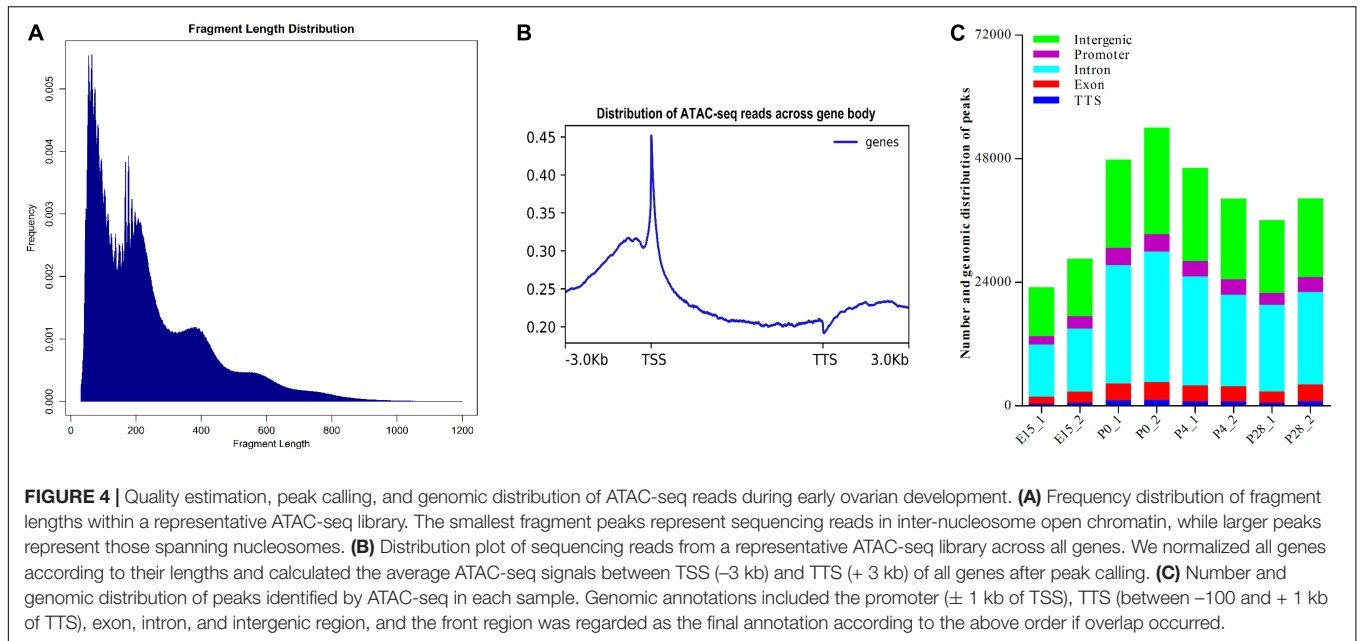 A
Fragment Length Distribution
Frequency
0.005
0.004
0.003
0.002
0.001
0.000
0 200 400 600 800 1000 1200
Fragment Length
B
Distribution of ATAC-seq reads across gene body
genes
0.45
0.40
0.35
0.30
0.25
0.20
-3.0Kb TSS TTS 3.0Kb
C
Number and genomic distribution of peaks
72000
48000
24000
0
Intergenic
Promoter
Intron
Exon
TTS
E15_1 E15_2 P0_1 P0_2 P4_1 P4_2 P28_1 P28_2
FIGURE 4 | Quality estimation, peak calling, and genomic distribution of ATAC-seq reads during early ovarian development. (A) Frequency distribution of fragment
lengths within a representative ATAC-seq library. The smallest fragment peaks represent sequencing reads in inter-nucleosome open chromatin, while larger peaks
represent those spanning nucleosomes. (B) Distribution plot of sequencing reads from a representative ATAC-seq library across all genes. We normalized all genes
according to their lengths and calculated the average ATAC-seq signals between TSS (–3 kb) and TTS (+ 3 kb) of all genes after peak calling. (C) Number and
genomic distribution of peaks identified by ATAC-seq in each sample. Genomic annotations included the promoter (± 1 kb of TSS), TTS (between –100 and + 1 kb
of TTS), exon, intron, and intergenic region, and the front region was regarded as the final annotation according to the above order if overlap occurred.